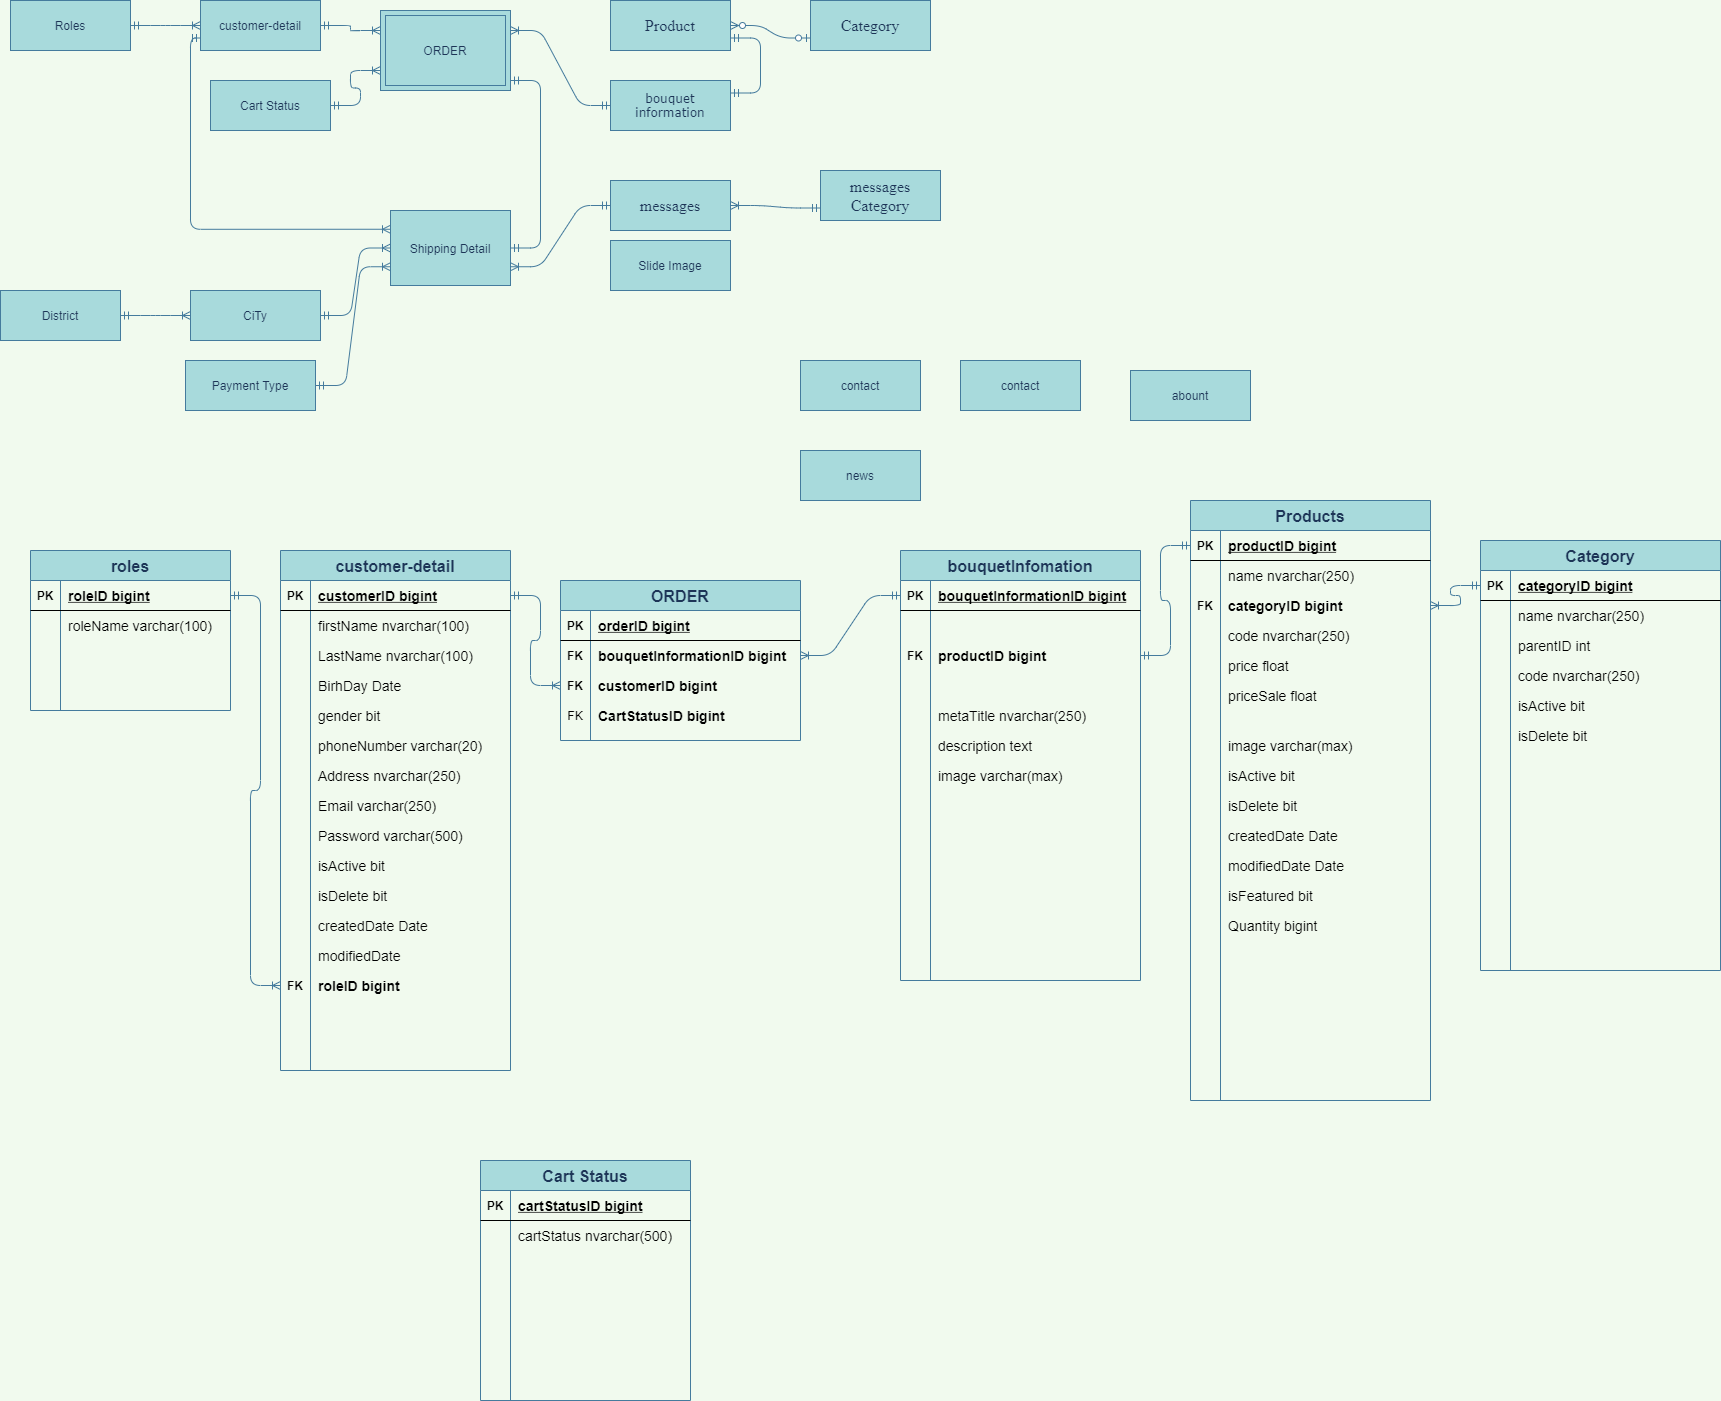 Roles
customer-detail
ORDER
Product
Category
Cart Status
bouquet
information
messages
messages
Category
Shipping Detail
Slide Image
District
CiTy
Payment Type
contact
contact
abount
news
roles
PK roleID bigint
roleName varchar(100)
customer-detail
PK customerID bigint
firstName nvarchar(100)
LastName nvarchar(100)
BirhDay Date
gender bit
phoneNumber varchar(20)
Address nvarchar(250)
Email varchar(250)
Password varchar(500)
isActive bit
isDelete bit
createdDate Date
modifiedDate
FK roleID bigint
ORDER
PK orderID bigint
FK bouquetInformationID bigint
FK customerID bigint
FK CartStatusID bigint
bouquetInfomation
PK bouquetInformationID bigint
FK productID bigint
metaTitle nvarchar(250)
description text
image varchar(max)
Products
PK productID bigint
name nvarchar(250)
FK categoryID bigint
code nvarchar(250)
price float
priceSale float
image varchar(max)
isActive bit
isDelete bit
createdDate Date
modifiedDate Date
isFeatured bit
Quantity bigint
Category
PK categoryID bigint
name nvarchar(250)
parentID int
code nvarchar(250)
isActive bit
isDelete bit
Cart Status
PK cartStatusID bigint
cartStatus nvarchar(500)